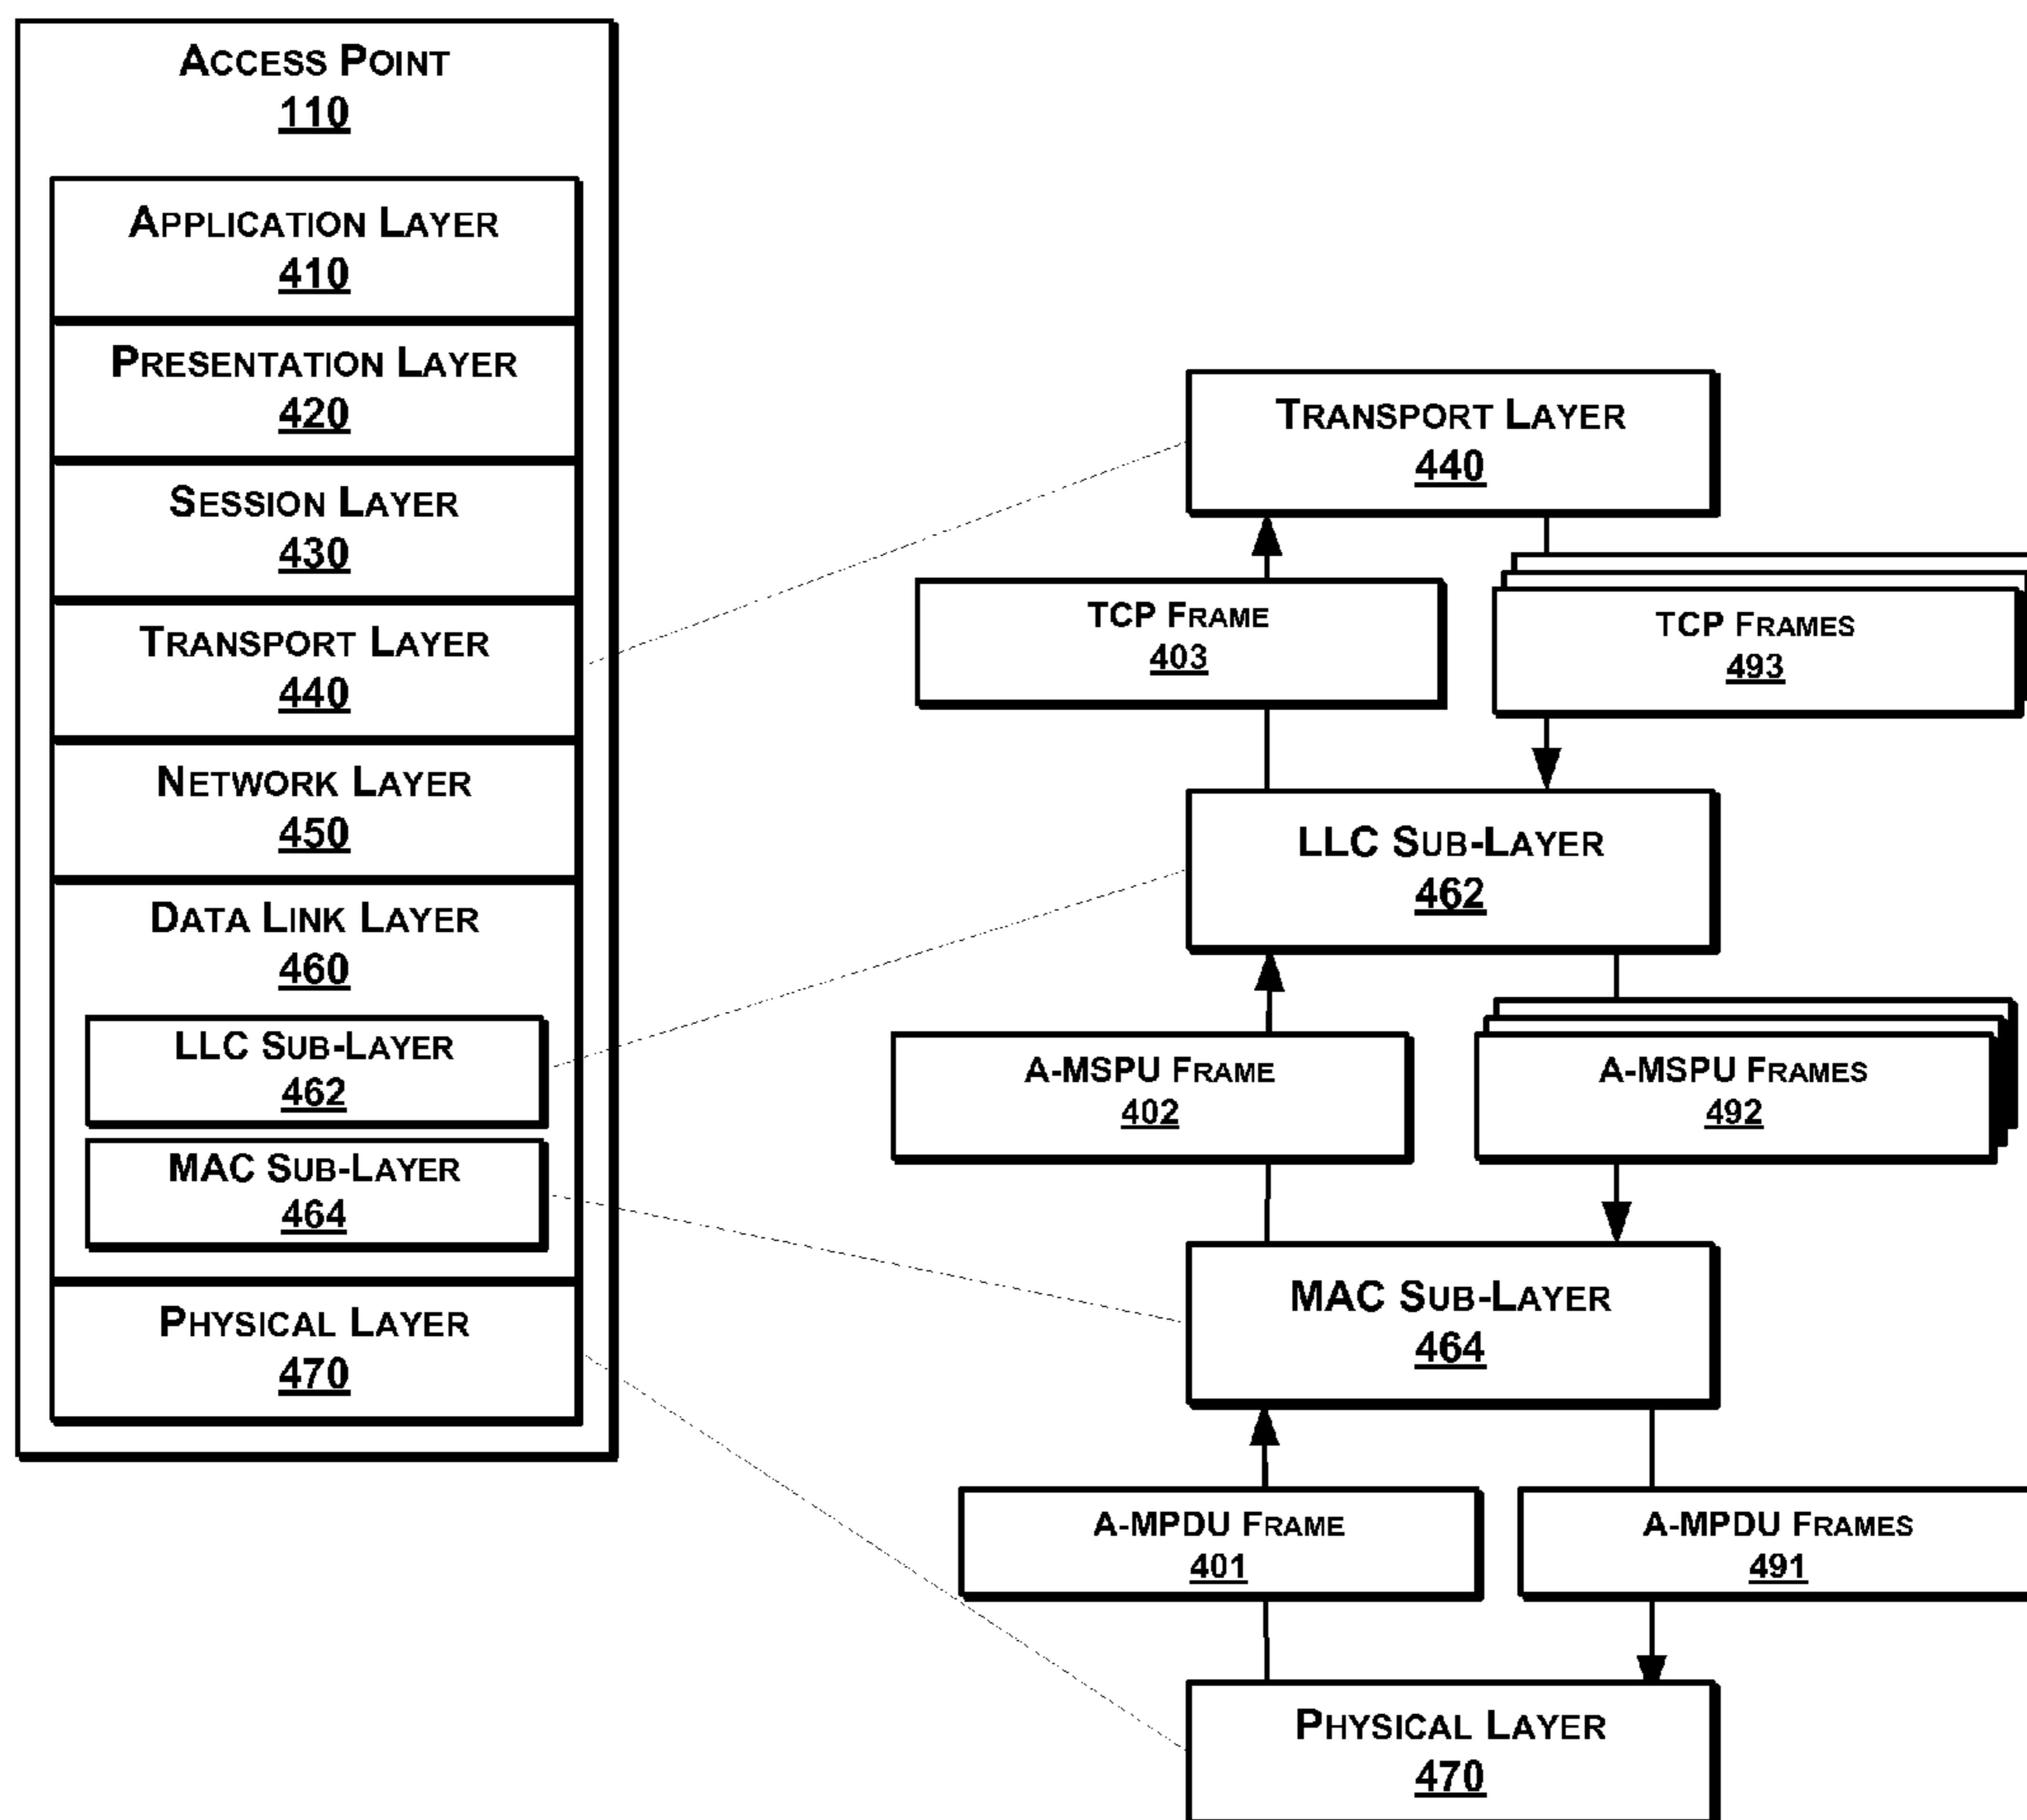 ACCESS POINT
110
APPLICATION LAYER
410
PRESENTATION LAYER
420
SESSION LAYER
430
TRANSPORT LAYER
440
NETWORK LAYER
450
DATA LINK LAYER
460
LLC SUB-LAYER
462
MAC SUB-LAYER
464
PHYSICAL LAYER
470
TRANSPORT LAYER
440
TCP FRAME
403
TCP FRAMES
493
LLC SUB-LAYER
462
A-MSPU FRAME
402
A-MSPU FRAMES
492
MAC SUB-LAYER
464
A-MPDU FRAME
401
A-MPDU FRAMES
491
PHYSICAL LAYER
470